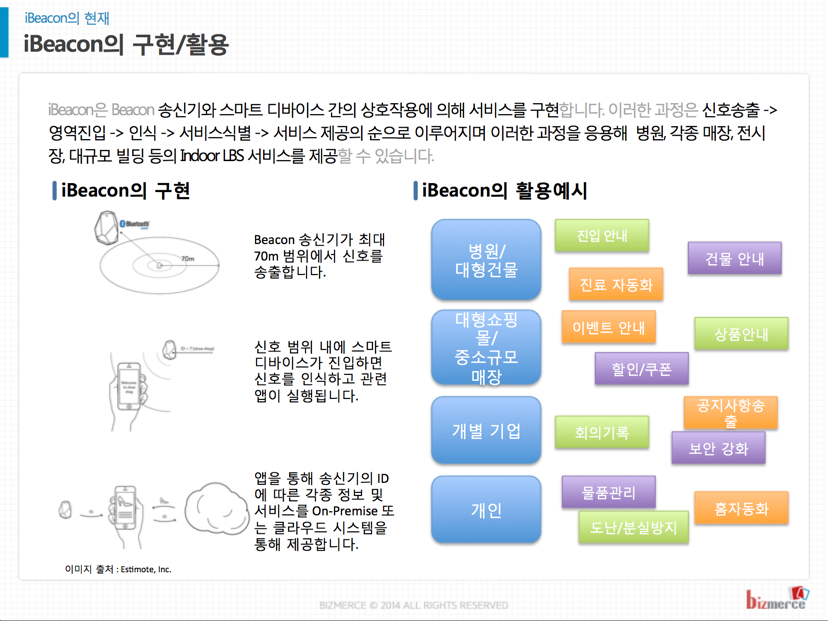 iBeacon의 현재
iBeacon의 구현/활용
iBeacon은 Beacon 송신기와 스마트 디바이스 간의 상호작용에 의해 서비스를 구현합니다. 이러한 과정은 신호송출 ->
영역진입 -> 인식 -> 서비스식별 -> 서비스 제공의 순으로 이루어지며 이러한 과정을 응용해 병원, 각종 매장, 전시
장, 대규모 빌딩 등의 Indoor LBS 서비스를 제공할 수 있습니다.
iBeacon의 구현
Bluetooth
70m
Beacon 송신기가 최대
70m 범위에서 신호를
송출합니다.
신호 범위 내에 스마트
디바이스가 진입하면
신호를 인식하고 관련
앱이 실행됩니다.
앱을 통해 송신기의 ID
에 따른 각종 정보 및
서비스를 On-Premise 또
는 클라우드 시스템을
통해 제공합니다.
이미지 출처 : Estimote, Inc.
iBeacon의 활용예시
병원/
대형건물
진입 안내
건물 안내
진료 자동화
대형쇼핑
몰/
중소규모
매장
이벤트 안내
상품안내
할인/쿠폰
개별 기업
공지사항송
출
회의기록
보안 강화
개인
물품관리
홈자동화
도난/분실방지
BIZMERCE © 2014 ALL RIGHTS RESERVED
bizmerce